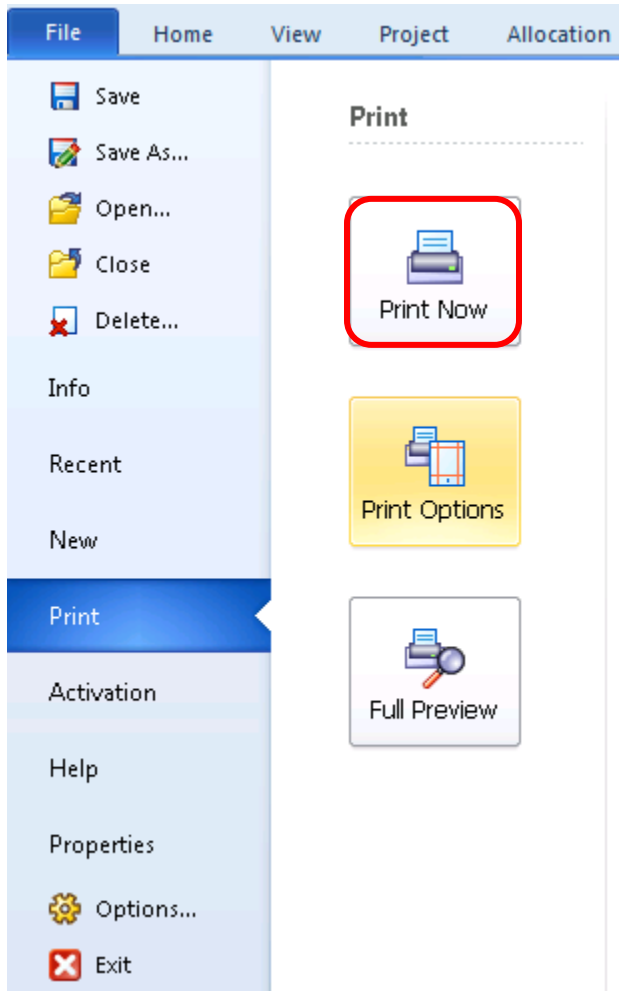 File Home View Project Allocation
Save
Save As...
Open...
Close
Delete...
Info
Recent
New
Print
Activation
Help
Properties
Options...
Exit
Print
Print Now
Print Options
Full Preview